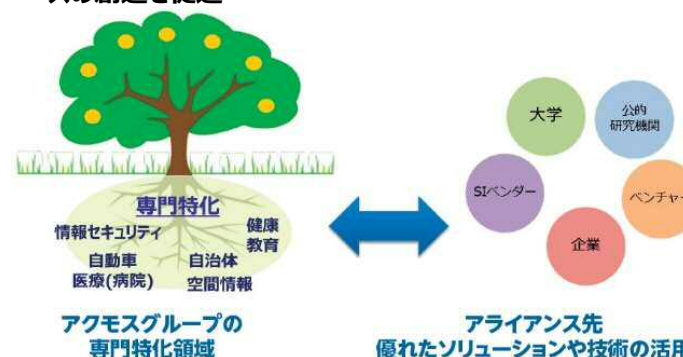 専門特化
情報セキュリティ
健康
教育
自動車
医療(病院)
自治体
空間情報
アクモスグループの
専門特化領域
大学
公的
研究機関
SIベンダー
ベンチャー
企業
アライアンス先
優れたソリューションや技術の活用